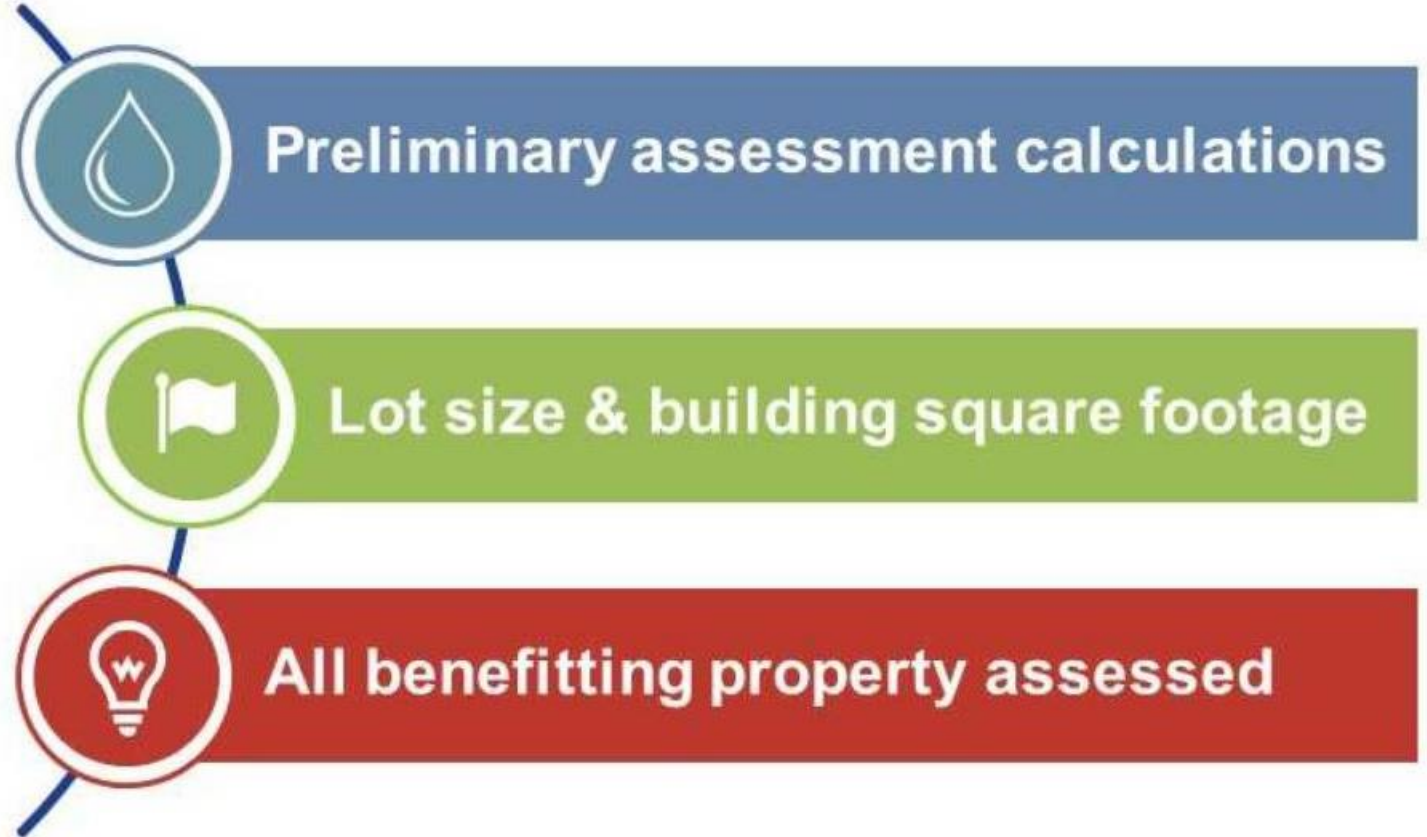 Preliminary assessment calculations
Lot size & building square footage
All benefitting property assessed